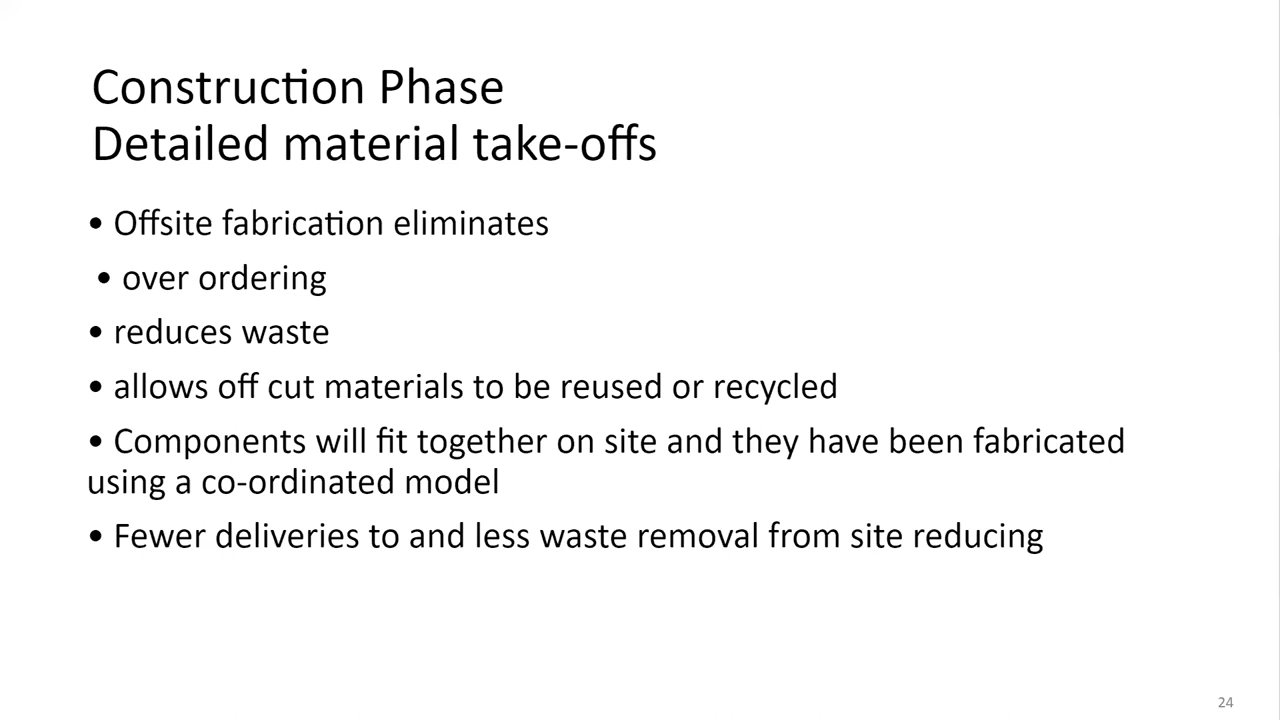 Construction Phase
Detailed material take-offs
• Offsite fabrication eliminates
• over ordering
• reduces waste
• allows off cut materials to be reused or recycled
• Components will fit together on site and they have been fabricated
using a co-ordinated model
• Fewer deliveries to and less waste removal from site reducing
24